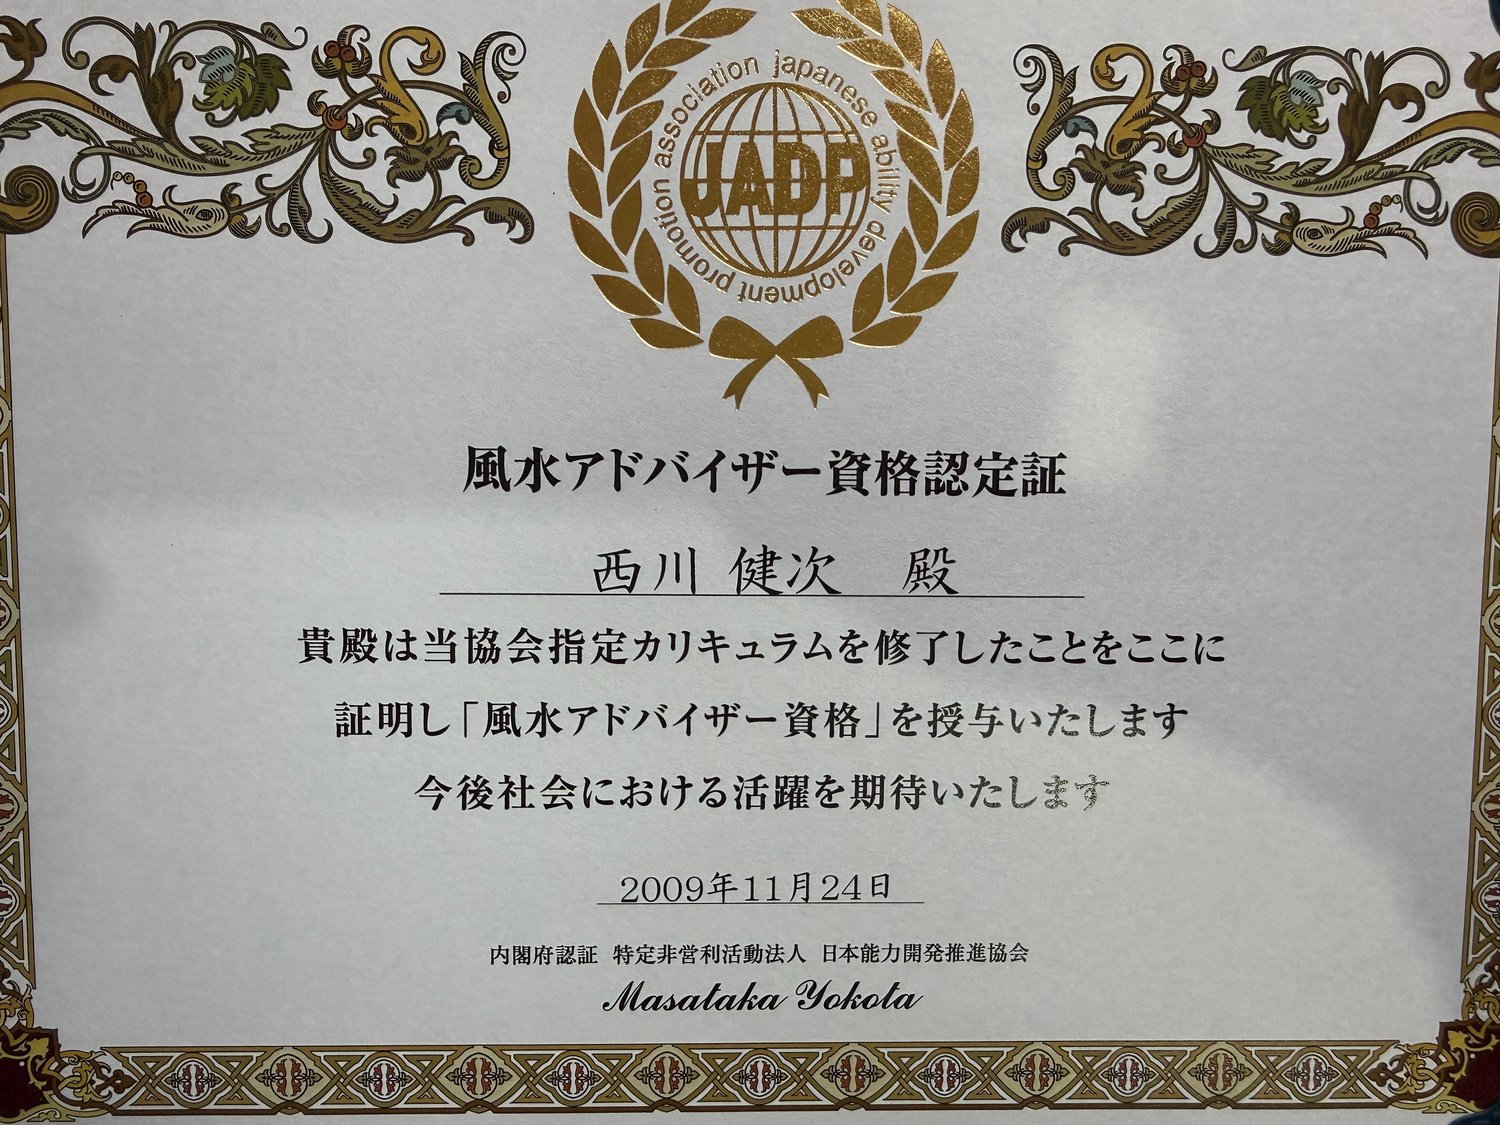 japanese ability development promotion association
JADP
風水アドバイザー資格認定証
西川 健次　殿
貴殿は当協会指定カリキュラムを修了したことをここに
証明し「風水アドバイザー資格」を授与いたします
今後社会における活躍を期待いたします
2009年11月24日
内閣府認証 特定非営利活動法人 日本能力開発推進協会
Masataka Yokota